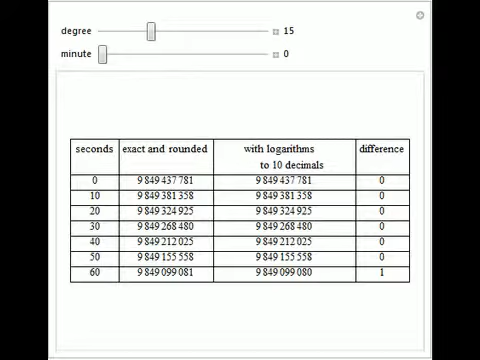 degree 15
minute 0
seconds exact and rounded with logarithms to 10 decimals difference
0 9 849 437 781 9 849 437 781 0
10 9 849 381 358 9 849 381 358 0
20 9 849 324 925 9 849 324 925 0
30 9 849 268 480 9 849 268 480 0
40 9 849 212 025 9 849 212 025 0
50 9 849 155 558 9 849 155 558 0
60 9 849 099 081 9 849 099 080 1